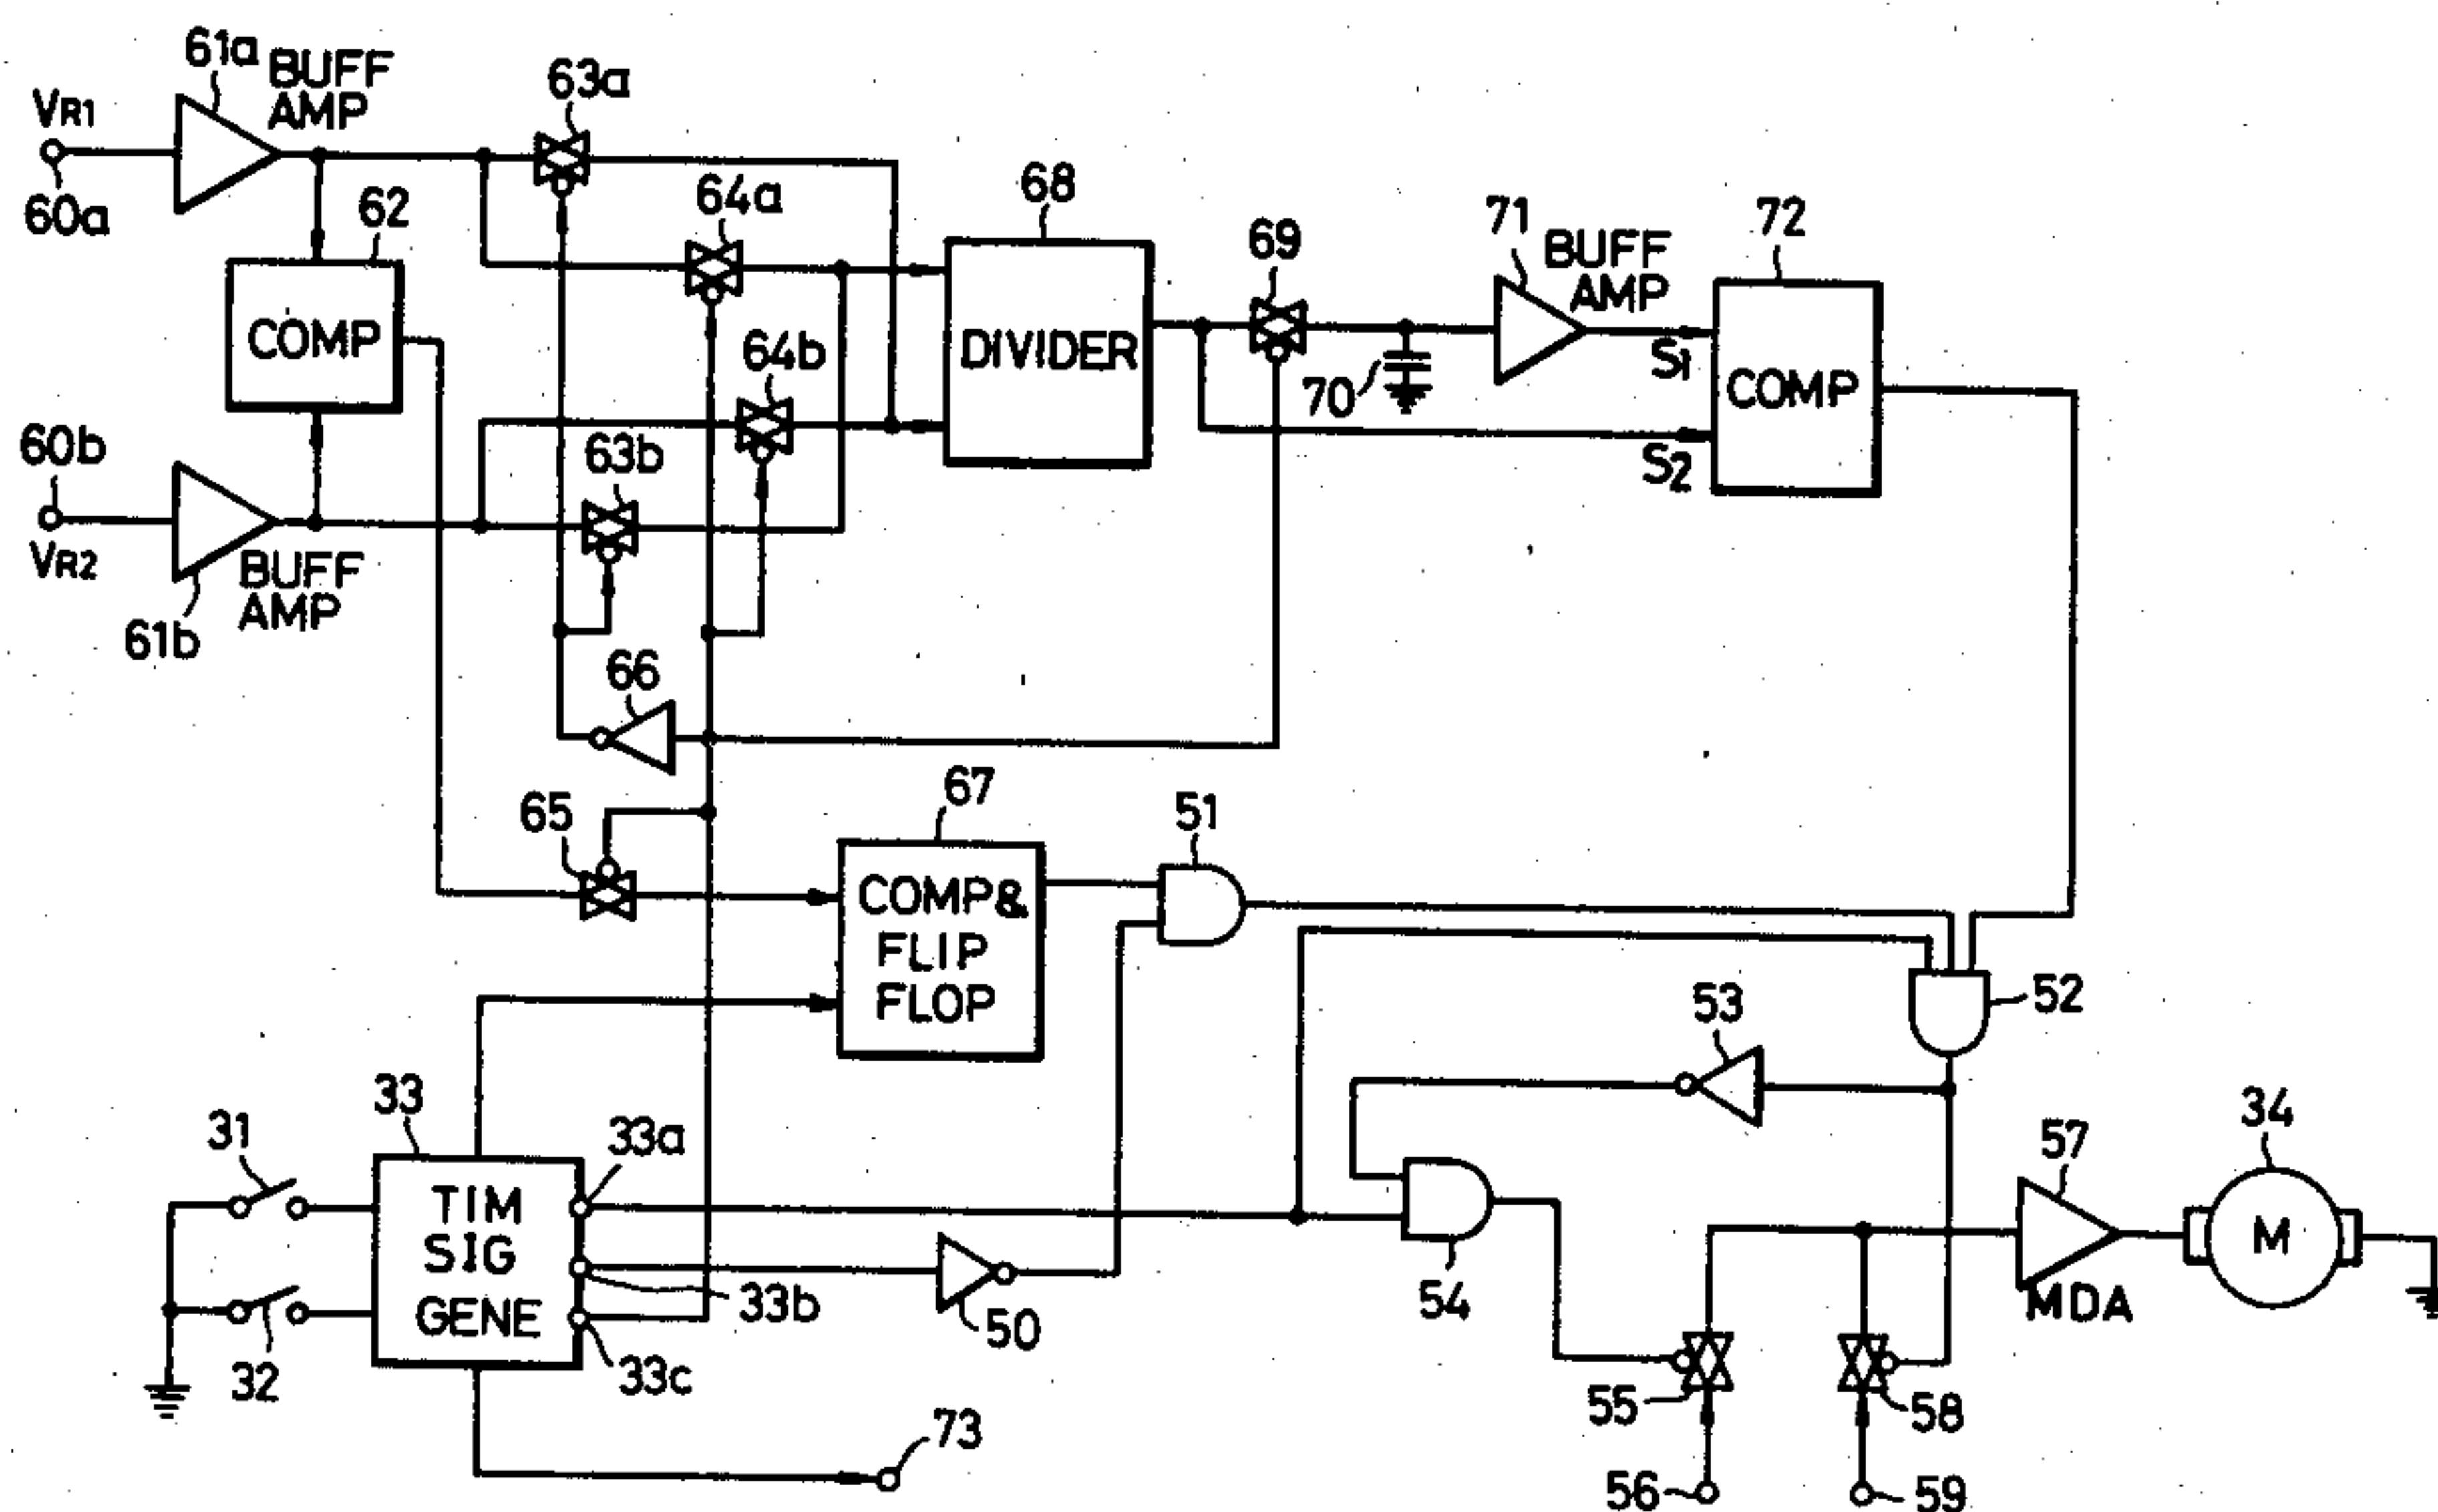 61a
BUFF
AMP
VR1
60a
63a
62
64a
68
69
71
BUFF
AMP
72
COMP
64b
DIVIDER
70
S1
COMP
60b
63b
S2
VR2
BUFF
AMP
61b
66
65
67
51
COMP&
FLIP
FLOP
52
53
33
31
33a
34
57
TIM
SIG
GENE
M
32
33b
50
54
MDA
33c
55
58
73
56
59